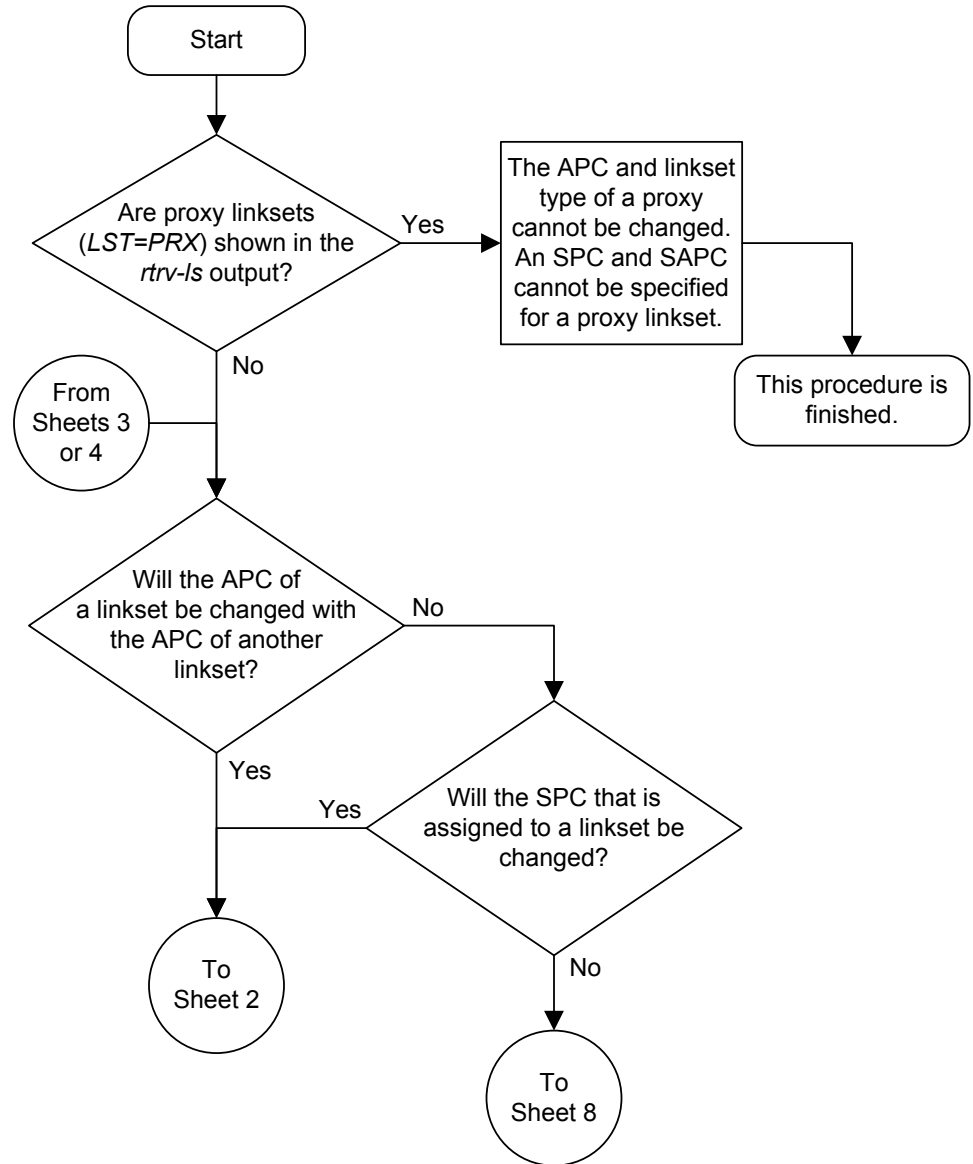 Start
Are proxy linksets
(LST=PRX) shown in the
rtrv-ls output?
Yes
The APC and linkset
type of a proxy
cannot be changed.
An SPC and SAPC
cannot be specified
for a proxy linkset.
This procedure is
finished.
No
From
Sheets 3
or 4
Will the APC of
a linkset be changed with
the APC of another
linkset?
No
Yes
Yes
Will the SPC that is
assigned to a linkset be
changed?
To
Sheet 2
No
To
Sheet 8